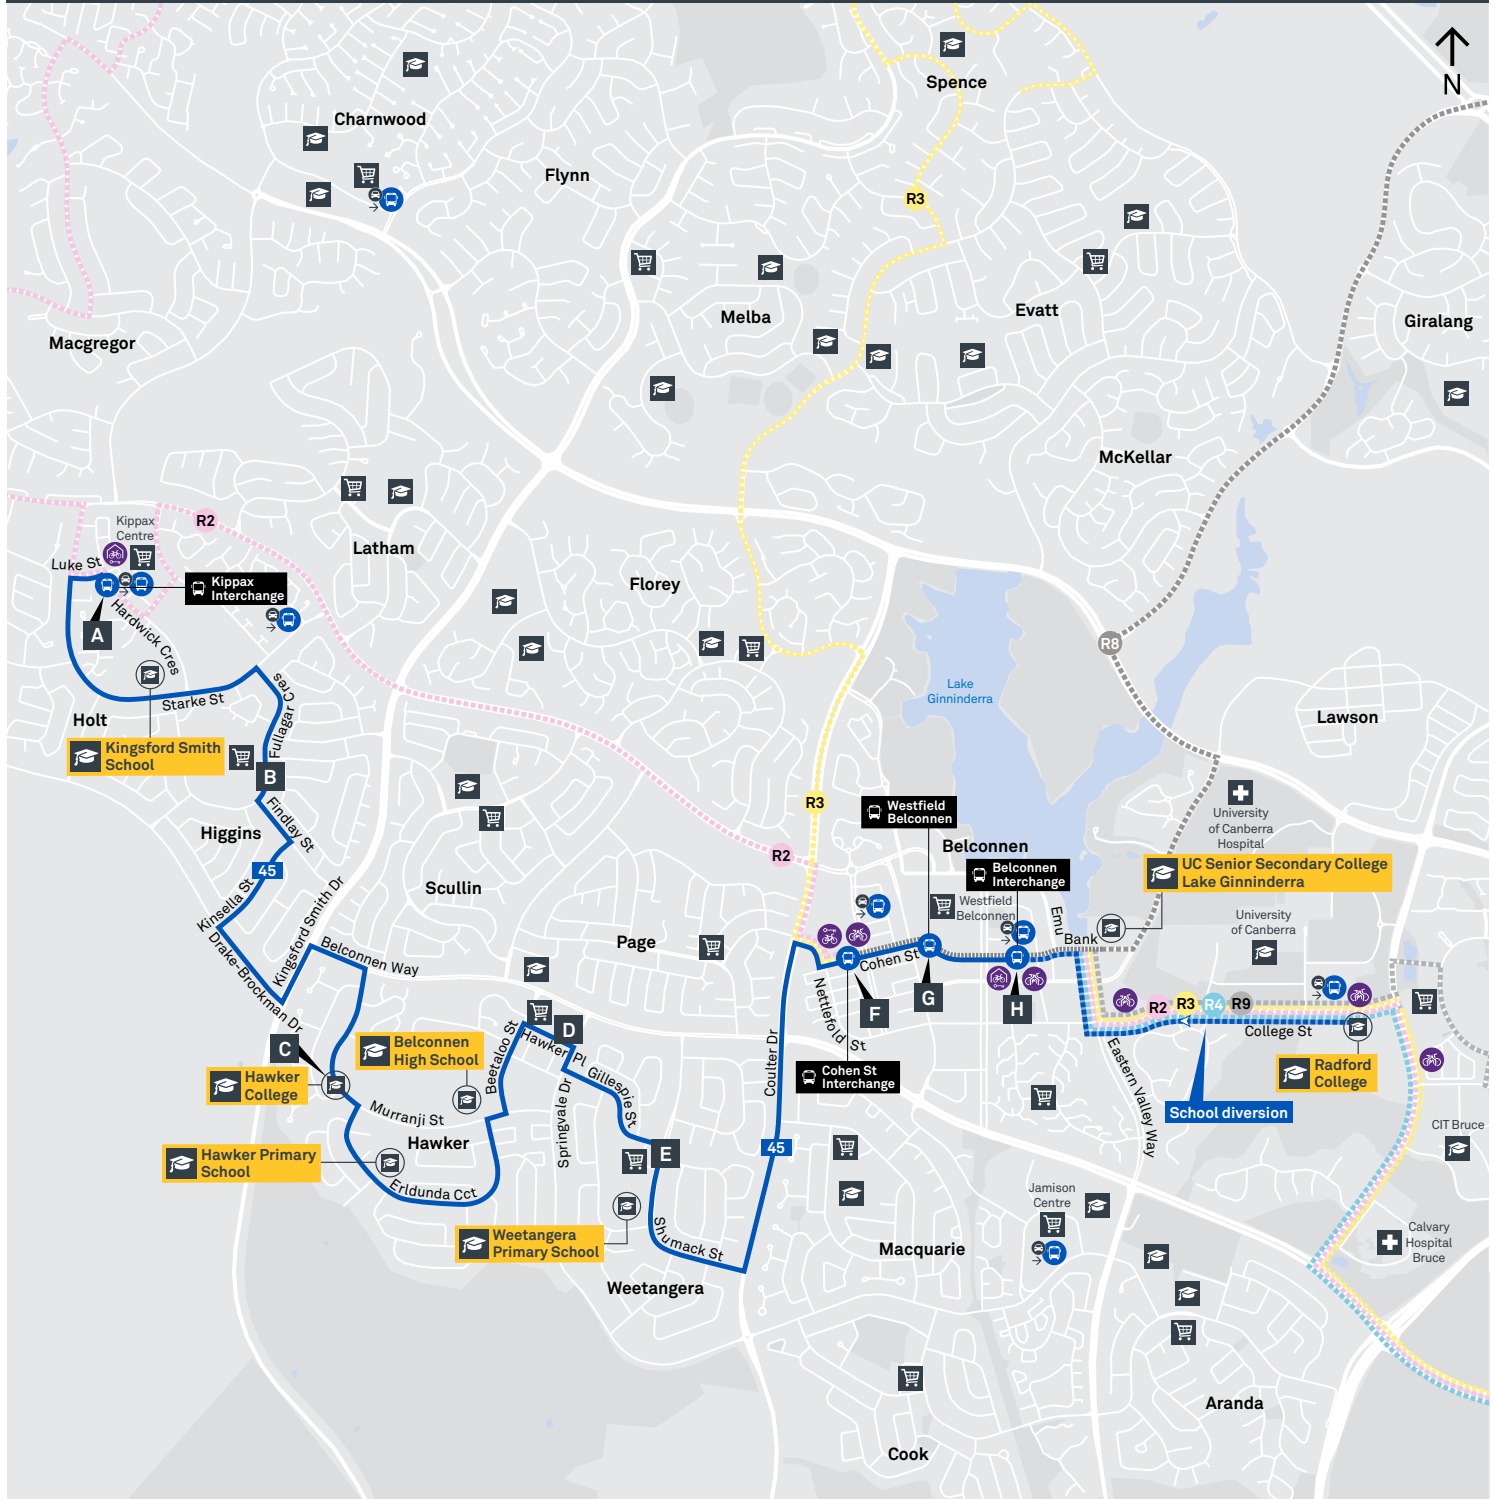 N
Spence
Charnwood
Flynn
R3
Melba
Evatt
Giralang
Macgregor
McKellar
R2
Kippax
Centre
Latham
Luke St
Kippax
Interchange
Florey
A
Hardwick Cres
R8
Lake
Ginninderra
Starke St
Holt
Fullagar Cres
Lawson
Kingsford Smith
School
B
R3
Westfield
Belconnen
University
of Canberra
Hospital
Findlay St
Higgins
Belconnen
R2
45
Belconnen
Interchange
UC Senior Secondary College
Lake Ginninderra
Scullin
Kinsella St
Kingsford Smith Dr
Westfield
Belconnen
Emu
Bank
University
of Canberra
Drake-Brockman Dr
Belconnen Way
Page
Cohen St
Nettlefold St
F
G
H
R2
R3
R4
R9
College St
C
Belconnen
High School
Beetaloo St
D
Hawker Pl
Gillespie St
Springvale Dr
Coulter Dr
Cohen St
Interchange
Eastern Valley Way
Radford
College
Hawker
College
School diversion
Murranji St
Hawker
CIT Bruce
Hawker Primary
School
E
45
Erldunda Cct
Jamison
Centre
Weetangera
Primary School
Shumack St
Macquarie
Calvary
Hospital
Bruce
Weetangera
Aranda
Cook